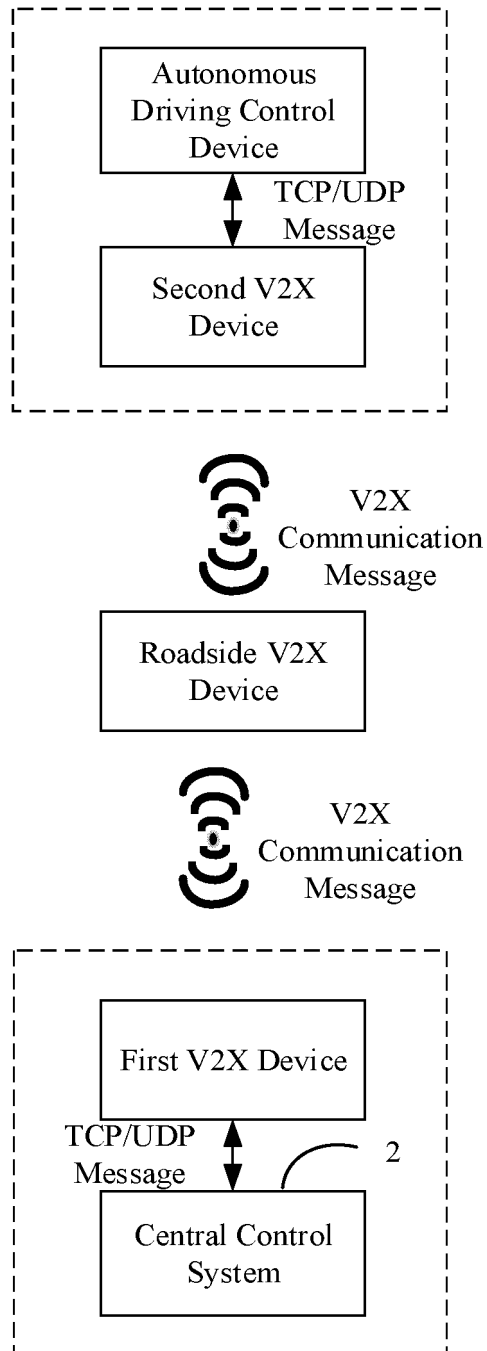 Autonomous
Driving Control
Device
TCP/UDP
Message
Second V2X
Device
V2X
Communication
Message
Roadside V2X
Device
V2X
Communication
Message
First V2X Device
TCP/UDP
Message
2
Central Control
System